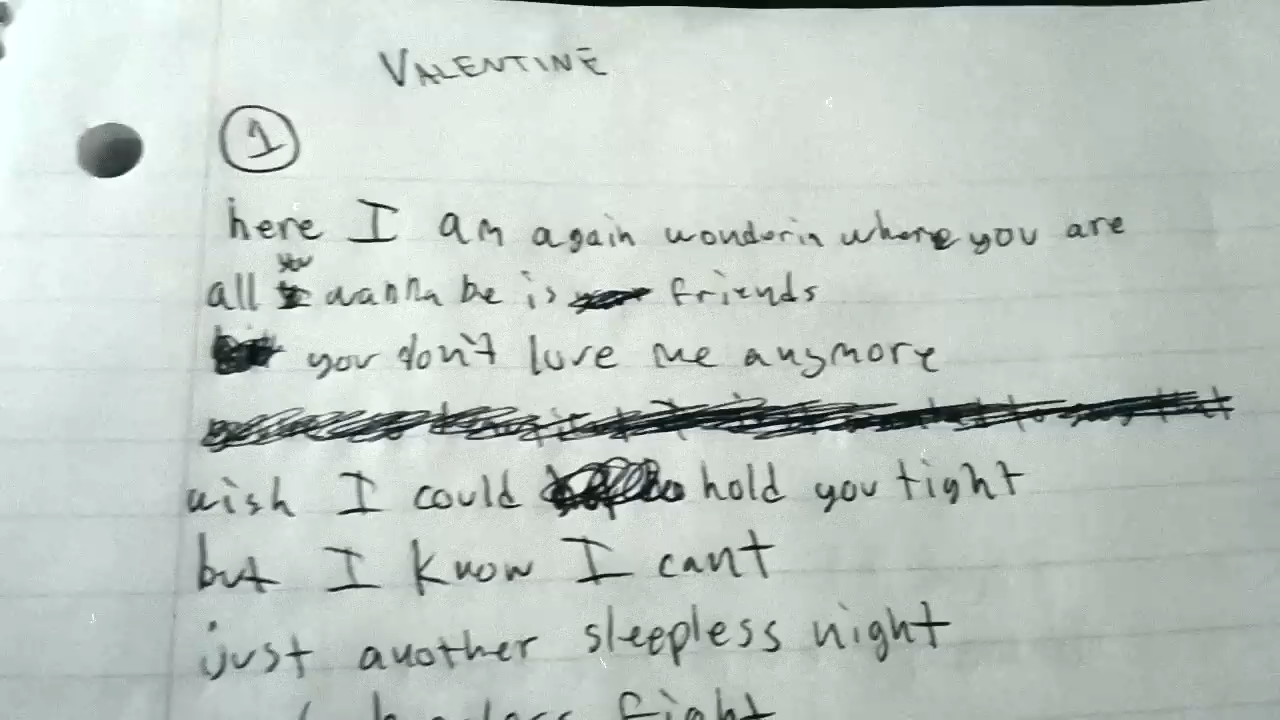 VALENTINE
1
here I am again wonderin where you are
all you wanna be is friends
you don't love me anymore
wish I could hold you tight
but I know I cant
just another sleepless night
fight